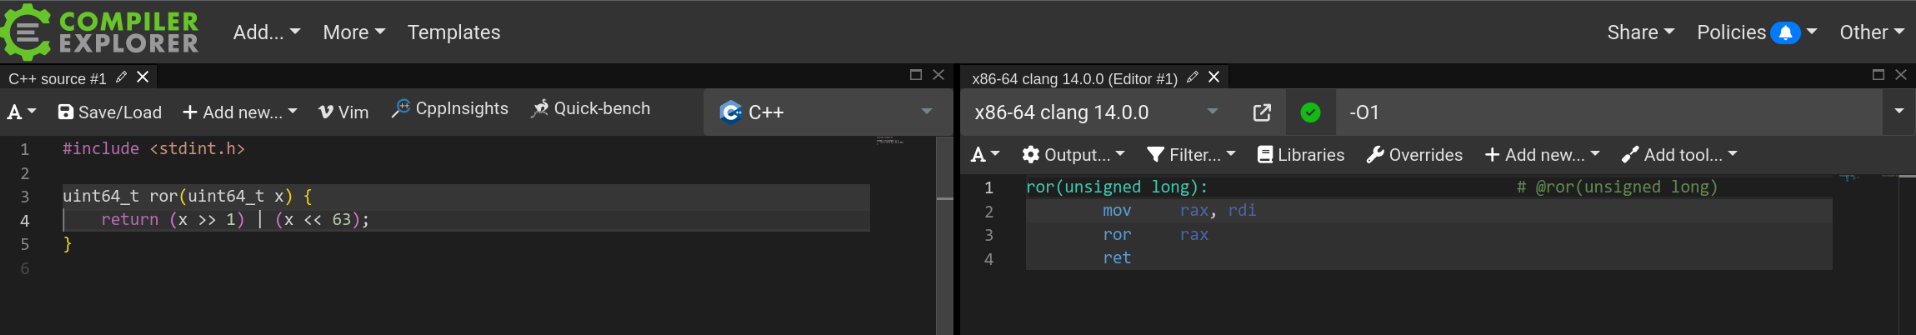 COMPILER
EXPLORER
Add...
More
Templates
Share
Policies
Other
C++ source #1
A
Save/Load
+ Add new...
Vim
CppInsights
Quick-bench
C++
1 #include <stdint.h>
2
3 uint64_t ror(uint64_t x) {
4     return (x >> 1) | (x << 63);
5 }
6
x86-64 clang 14.0.0 (Editor #1)
x86-64 clang 14.0.0
-O1
A
Output...
Filter...
Libraries
Overrides
+ Add new...
Add tool...
1 ror(unsigned long): # @ror(unsigned long)
2         mov     rax, rdi
3         ror     rax
4         ret